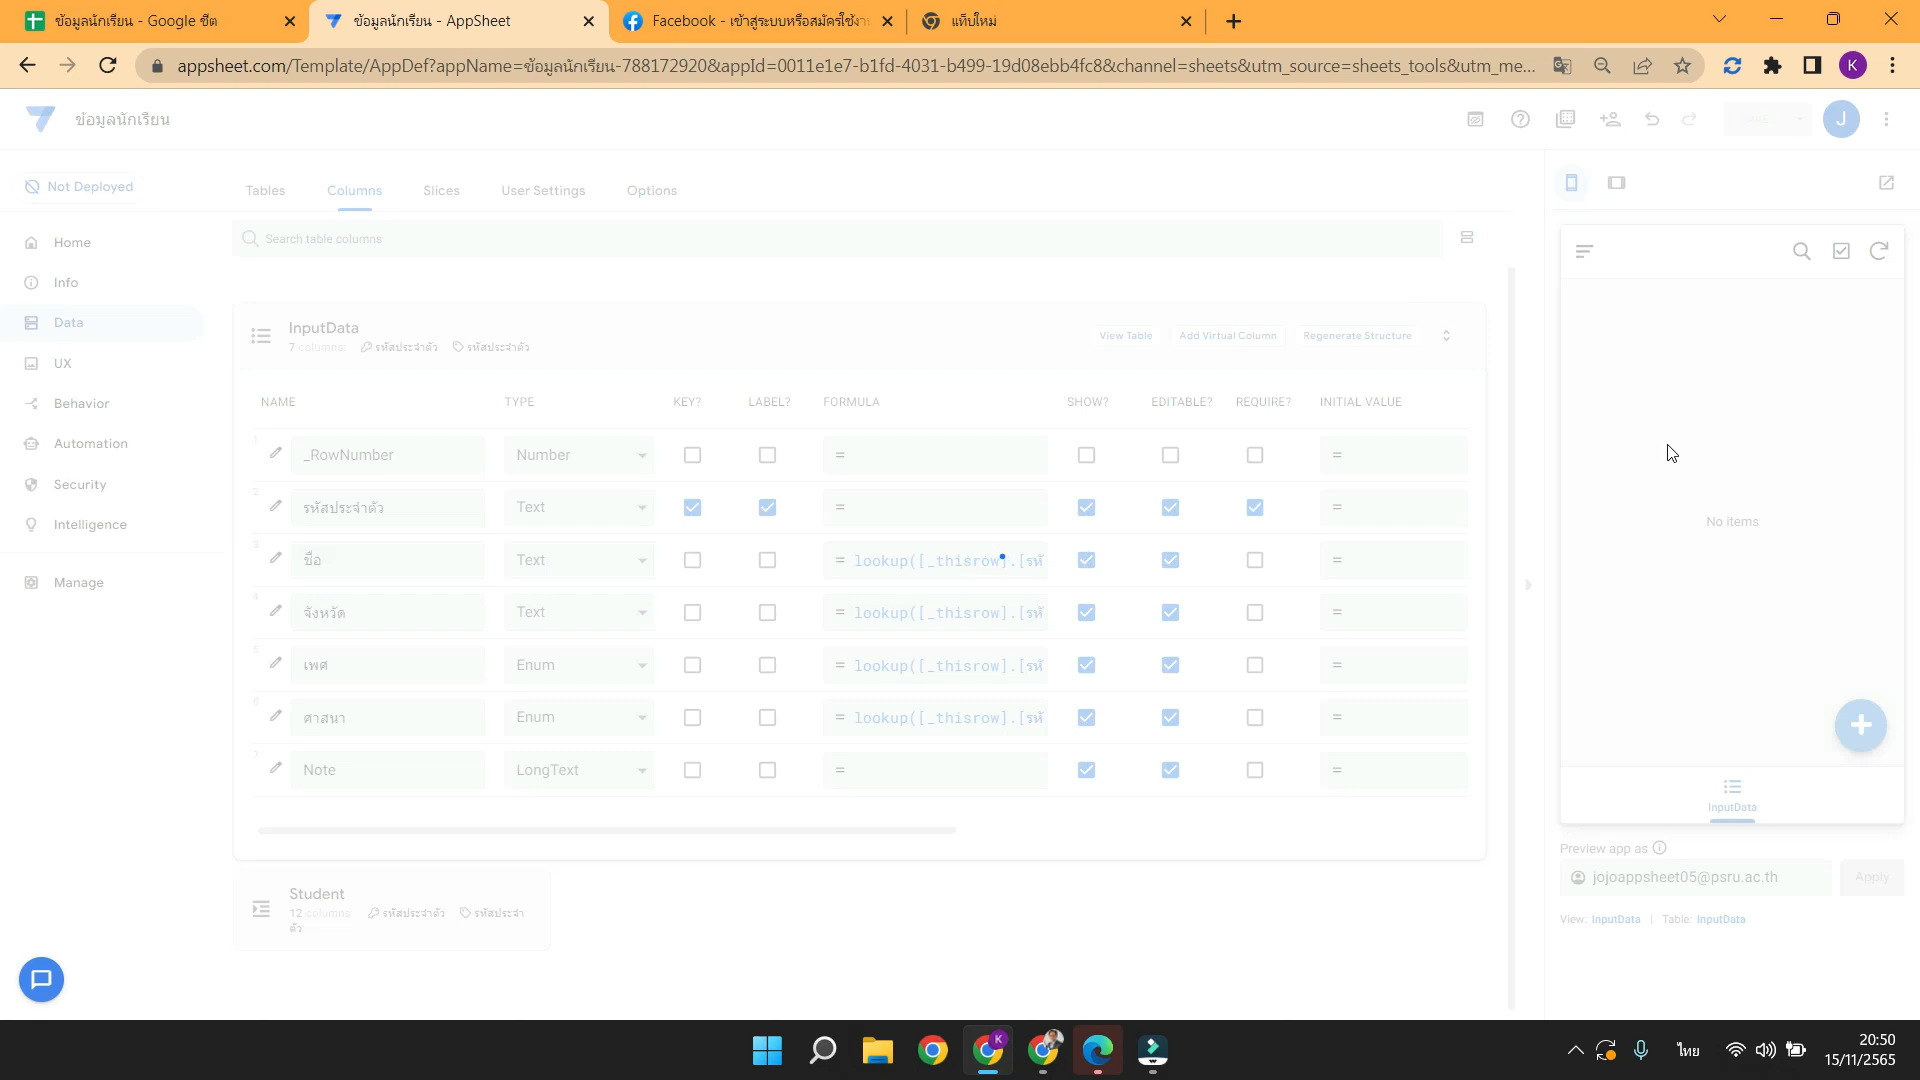 ข้อมูลนักเรียน - Google ชีต
ข้อมูลนักเรียน - AppSheet
Facebook - เข้าสู่ระบบหรือสมัครใช้งาน
แท็บใหม่
appsheet.com/Template/AppDef?appName=ข้อมูลนักเรียน-788172920&appId=0011e1e7-b1fd-4031-b499-19d08ebb4fc8&channel=sheets&utm_source=sheets_tools&utm_me...
K
ข้อมูลนักเรียน
J
Not Deployed
Tables
Columns
Slices
User Settings
Options
Home
Info
Data
UX
Behavior
Automation
Security
Intelligence
Manage
Search table columns
InputData
7 columns: รหัสประจำตัว รหัสประจำตัว
View Table
Add Virtual Column
Regenerate Structure
NAME TYPE KEY? LABEL? FORMULA SHOW? EDITABLE? REQUIRE? INITIAL VALUE
1 _RowNumber Number = =
2 รหัสประจำตัว Text = =
3 ชื่อ Text = lookup([_thisrow].[รหั =
4 จังหวัด Text = lookup([_thisrow].[รหั =
5 เพศ Enum = lookup([_thisrow].[รหั =
6 ศาสนา Enum = lookup([_thisrow].[รหั =
7 Note LongText = =
Student
12 columns รหัสประจำตัว รหัสประจำ
ตัว
No items
InputData
Preview app as
jojoappsheet05@psru.ac.th
Apply
View: InputData | Table: InputData
K
ไทย
20:50
15/11/2565